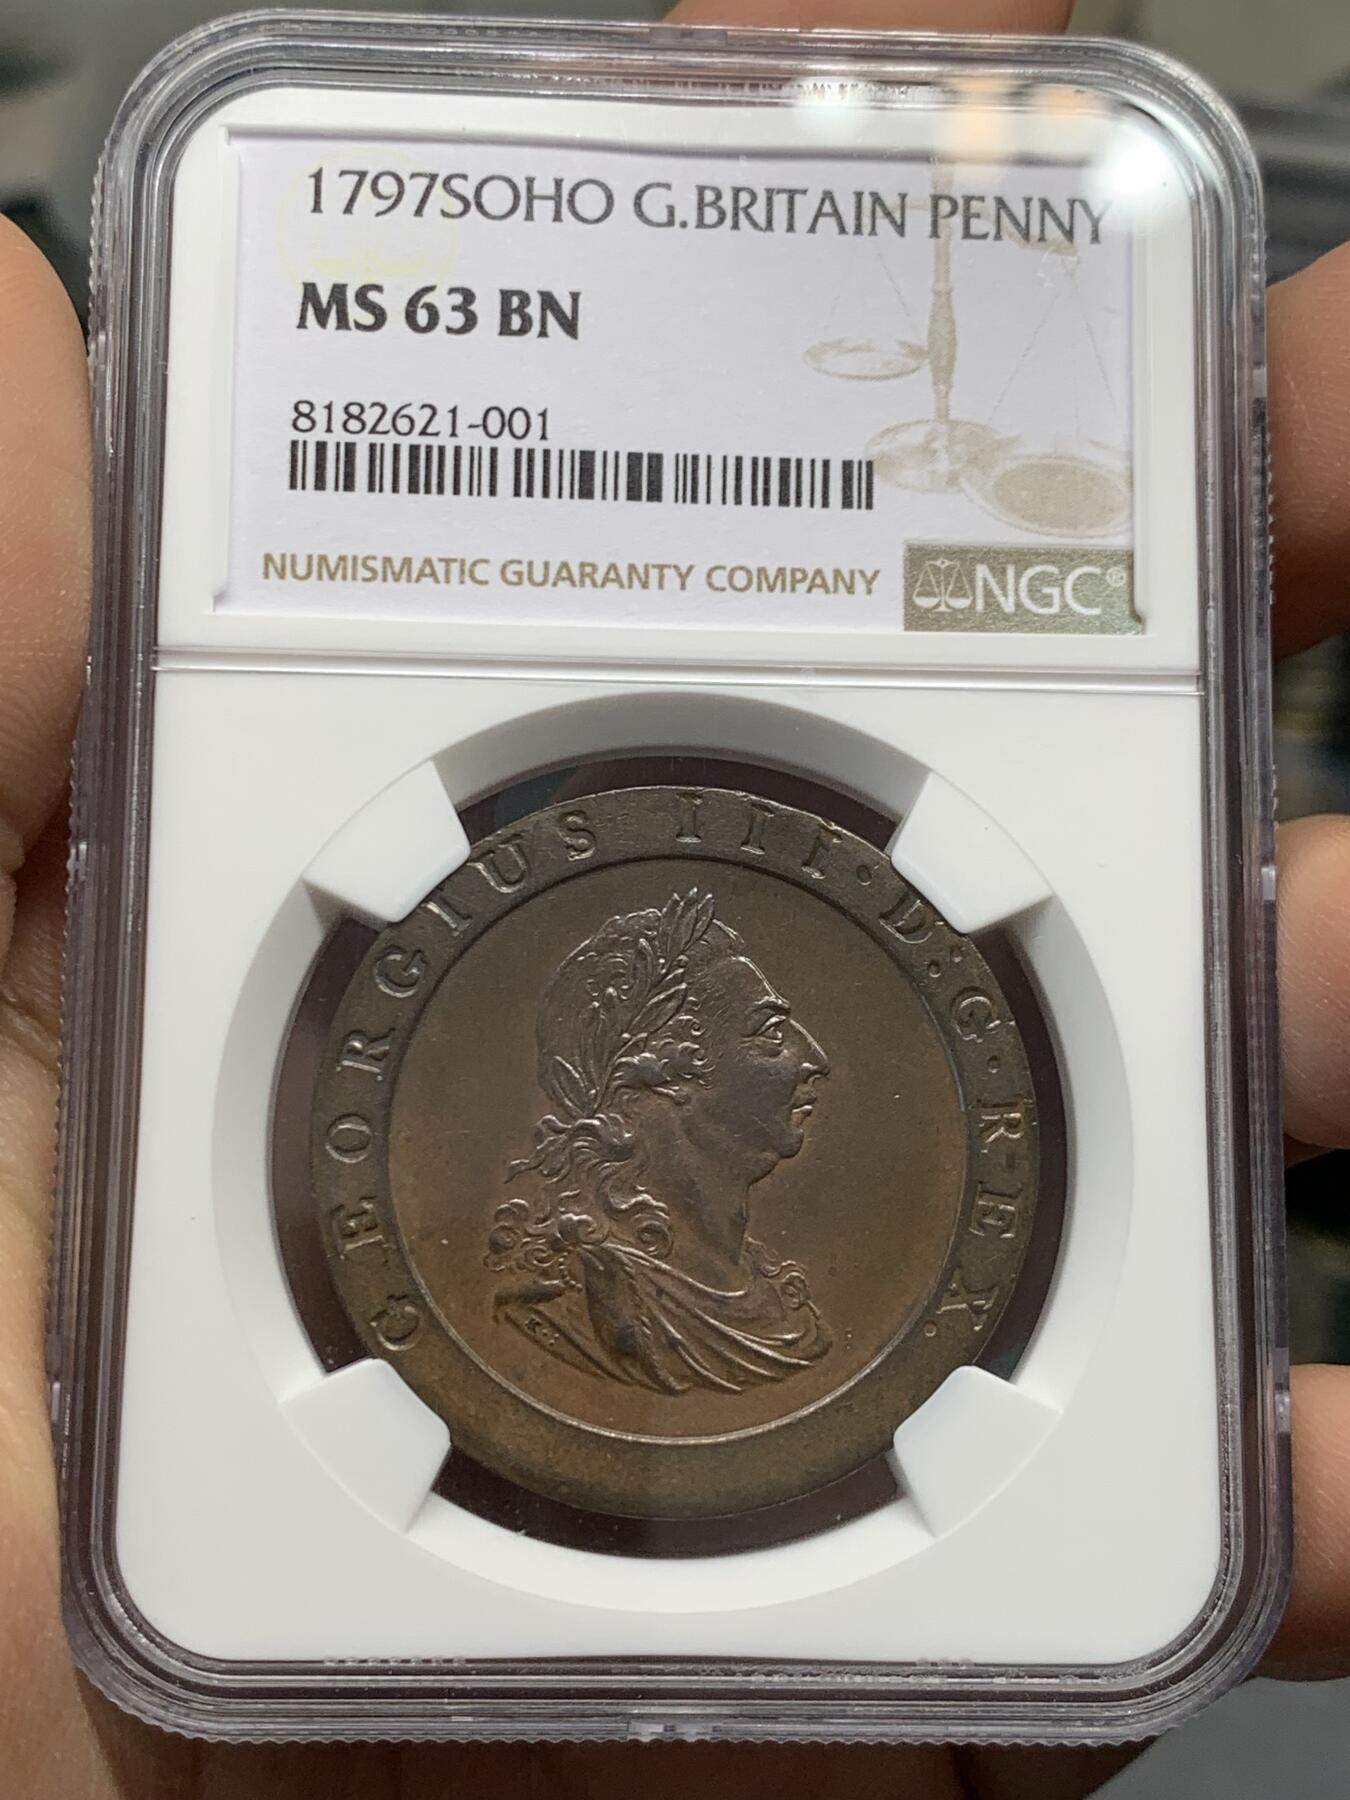 1797SOHO G.BRITAIN PENNY
MS 63 BN
8182621-001
NUMISMATIC GUARANTY COMPANY
NGC®
GEORGIUS III·D:G·REX.
K·: